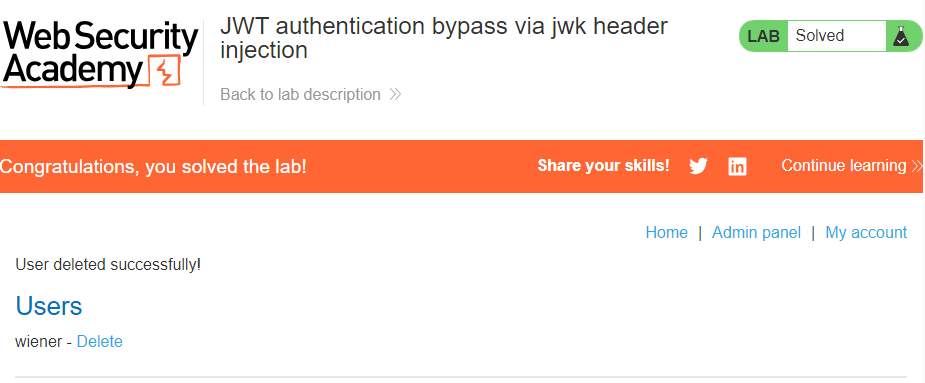 Web Security
Academy
JWT authentication bypass via jwk header
injection
Back to lab description
LAB Solved
Congratulations, you solved the lab!
Share your skills!
Continue learning
Home | Admin panel | My account
User deleted successfully!
Users
wiener - Delete